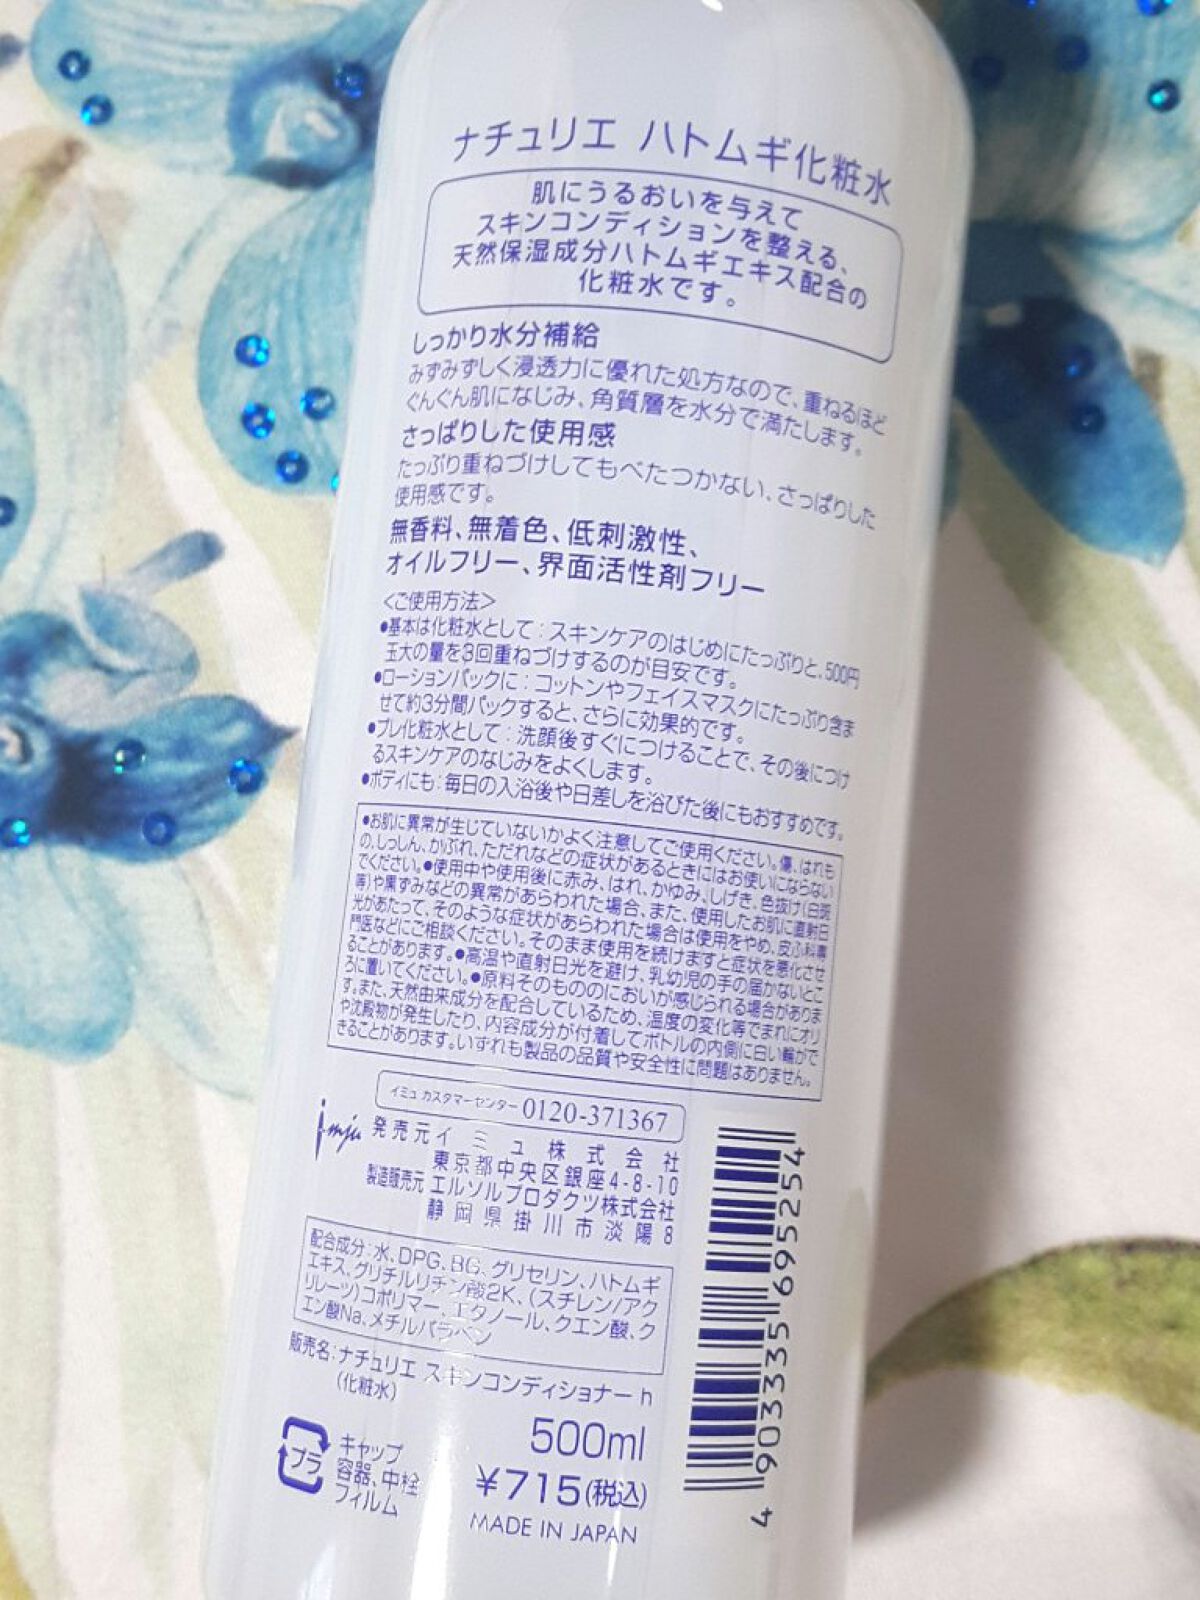 ナチュリエ ハトムギ化粧水
肌にうるおいを与えて
スキンコンディションを整える、
天然保湿成分ハトムギエキス配合の
化粧水です。
しっかり水分補給
みずみずしく浸透力に優れた処方なので、重ねるほど
ぐんぐん肌になじみ、角質層を水分で満たします。
さっぱりした使用感
たっぷり重ねづけしてもべたつかない、さっぱりした
使用感です。
無香料、無着色、低刺激性、
オイルフリー、界面活性剤フリー
<ご使用方法>
●基本は化粧水として：スキンケアのはじめにたっぷりと、500円
玉大の量を3回重ねづけするのが目安です。
●ローションパックに：コットンやフェイスマスクにたっぷり含ま
せて約3分間パックすると、さらに効果的です。
●プレ化粧水として：洗顔後すぐにつけることで、その後につけ
るスキンケアのなじみをよくします。
●ボディにも：毎日の入浴後や日差しを浴びた後にもおすすめです。
●お肌に異常が生じていないかよく注意してご使用ください。傷、はれも
の、しっしん、かぶれ、ただれなどの症状があるときにはお使いにならない
でください。●使用中や使用後に赤み、はれ、かゆみ、しげき、色抜け(白斑
等)や黒ずみなどの異常があらわれた場合、また、使用したお肌に直射日
光があたって、そのような症状があらわれた場合は使用をやめ、皮ふ科専
門医などにご相談ください。そのまま使用を続けますと症状を悪化させ
ることがあります。●高温や直射日光を避け、乳幼児の手の届かないとこ
ろに置いてください。●原料そのもののにおいが感じられる場合がありま
す。また、天然由来成分を配合しているため、温度の変化等でまれにオリ
や沈殿物が発生したり、内容成分が付着してボトルの内側に白い輪がで
きることがあります。いずれも製品の品質や安全性に問題はありません。
イミュ カスタマーセンター 0120-371367
imju 発売元 イミュ株式会社
東京都中央区銀座4-8-10
製造販売元 エルソルプロダクツ株式会社
静岡県掛川市淡陽8
配合成分：水、DPG、BG、グリセリン、ハトムギ
エキス、グリチルリチン酸2K、(スチレン/アク
リレーツ)コポリマー、エタノール、クエン酸、ク
エン酸Na、メチルパラベン
販売名：ナチュリエ スキンコンディショナー h
(化粧水)
500ml
プラ
キャップ
容器、中栓
フィルム
¥715(税込)
MADE IN JAPAN
4 903335 695254